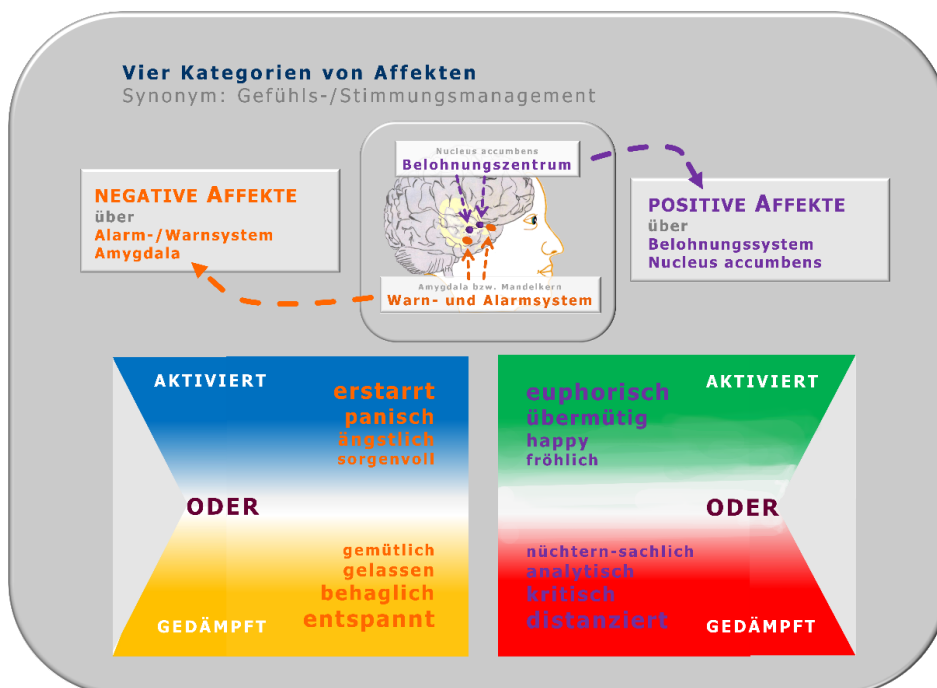 Vier Kategorien von Affekten
Synonym: Gefühls-/Stimmungsmanagement
Nucleus accumbens
Belohnungszentrum
NEGATIVE AFFEKTE
über
Alarm-/Warnsystem
Amygdala
POSITIVE AFFEKTE
über
Belohnungssystem
Nucleus accumbens
Amygdala bzw. Mandelkern
Warn- und Alarmsystem
AKTIVIERT
erstarrt
panisch
ängstlich
sorgenvoll
ODER
gemütlich
gelassen
behaglich
entspannt
GEDÄMPFT
euphorisch
übermütig
happy
fröhlich
AKTIVIERT
ODER
nüchtern-sachlich
analytisch
kritisch
distanziert
GEDÄMPFT